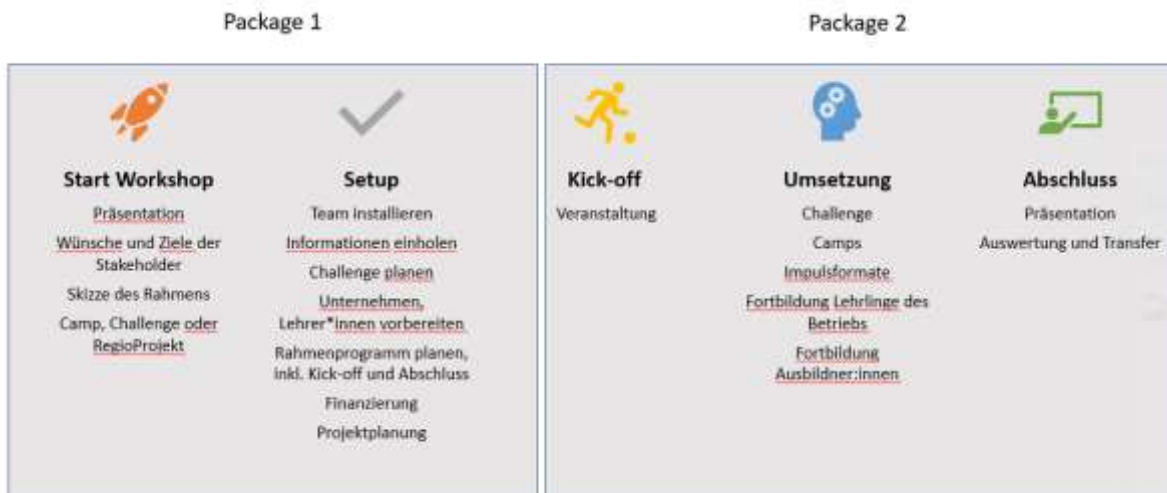 Package 1
Package 2
Start Workshop
Präsentation
Wünsche und Ziele der
Stakeholder
Skizze des Rahmens
Camp, Challenge oder
RegioProjekt
Setup
Team installieren
Informationen einholen
Challenge planen
Unternehmen,
Lehrer*innen vorbereiten
Rahmenprogramm planen,
inkl. Kick-off und Abschluss
Finanzierung
Projektplanung
Kick-off
Veranstaltung
Umsetzung
Challenge
Camps
Impulsformate
Fortbildung Lehrlinge des
Betriebs
Fortbildung
Ausbildner:innen
Abschluss
Präsentation
Auswertung und Transfer